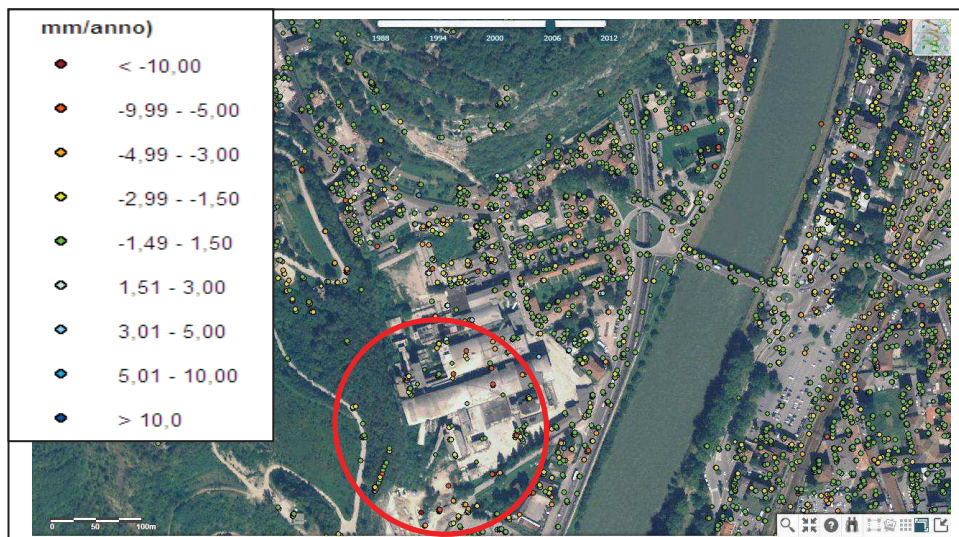 mm/anno)
< -10,00
-9,99 - -5,00
-4,99 - -3,00
-2,99 - -1,50
-1,49 - 1,50
1,51 - 3,00
3,01 - 5,00
5,01 - 10,00
> 10,0
1988 1994 2000 2006 2012
0 50 100m